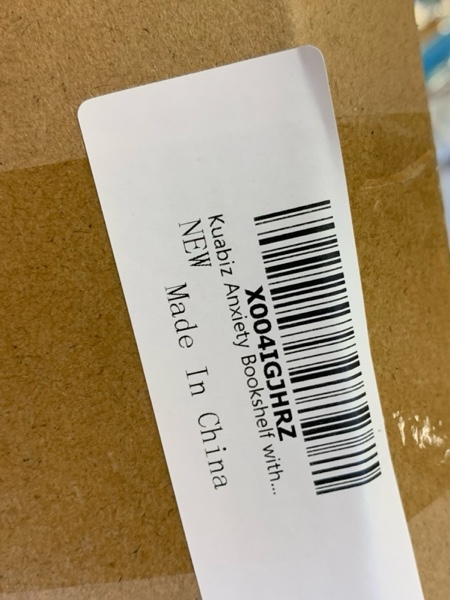 X004IGJHRZ
Kuabiz Anxiety Bookshelf with...
NEW Made In China